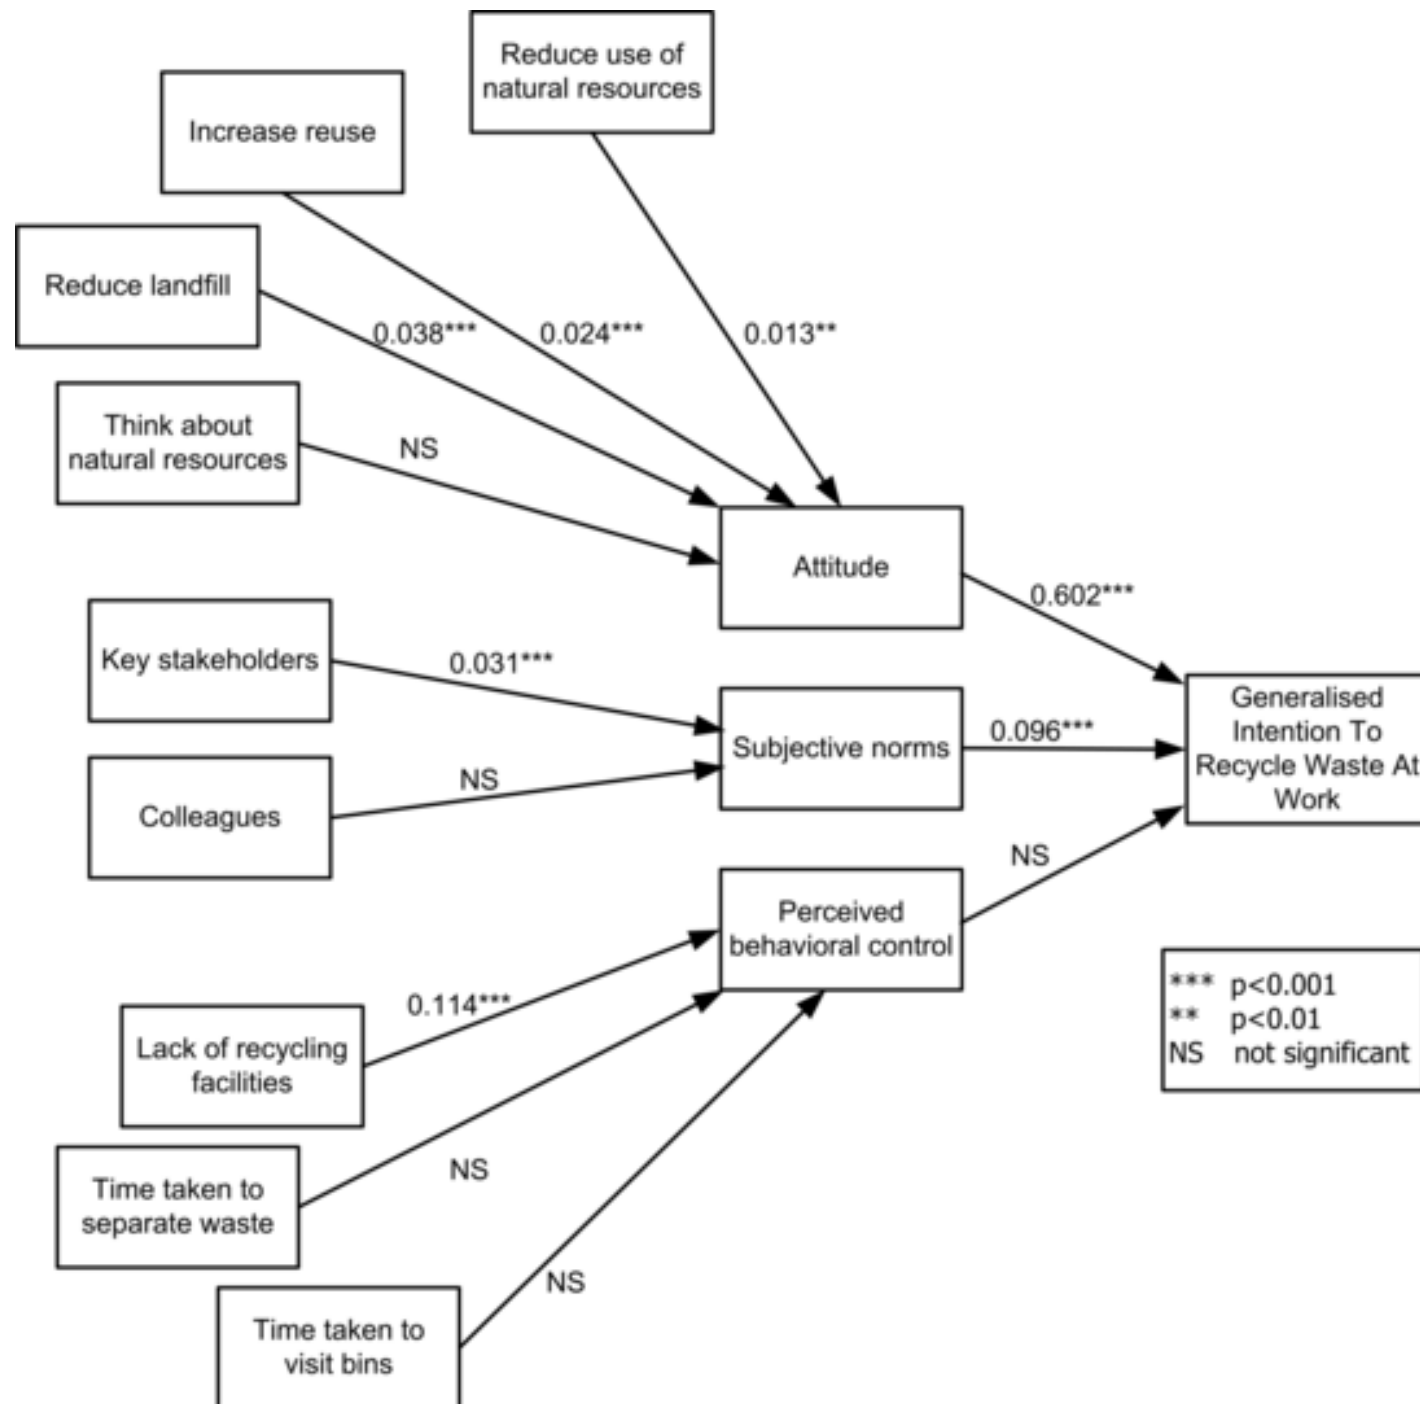 Reduce use of
natural resources
Increase reuse
Reduce landfill
0.038***
0.024***
0.013**
Think about
natural resources
NS
Attitude
0.602***
Key stakeholders
0.031***
Subjective norms
0.096***
Generalised
Intention To
Recycle Waste At
Work
Colleagues
NS
NS
Perceived
behavioral control
Lack of recycling
facilities
0.114***
*** p<0.001
** p<0.01
NS not significant
Time taken to
separate waste
NS
Time taken to
visit bins
NS